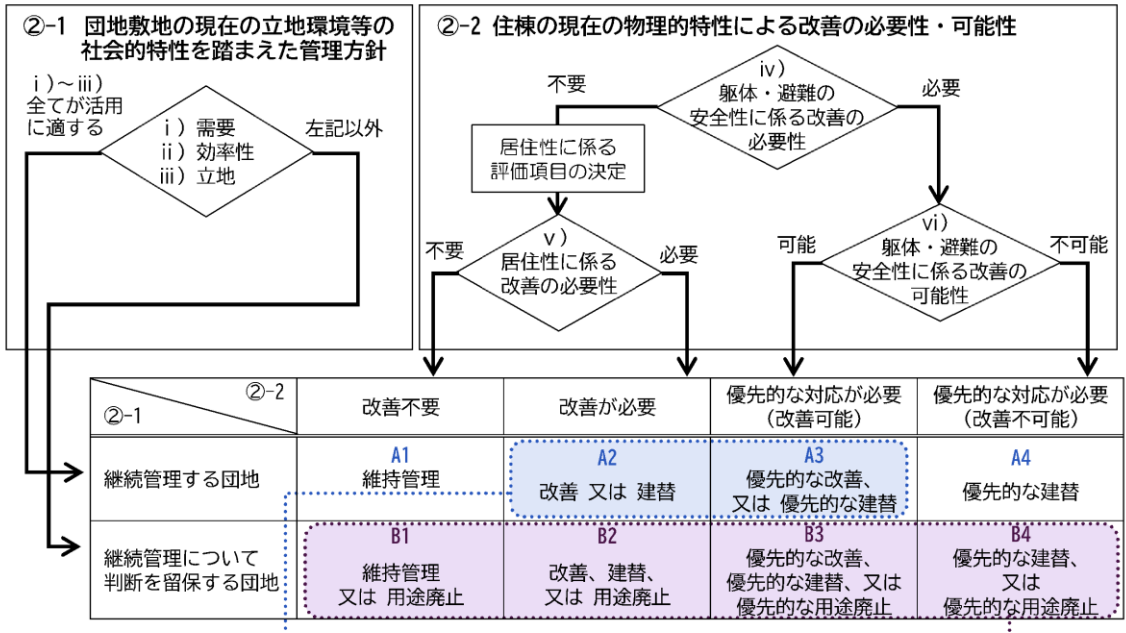 ②-1 団地敷地の現在の立地環境等の
社会的特性を踏まえた管理方針
ⅰ)～ⅲ)
全てが活用
に適する
ⅰ) 需要
ⅱ) 効率性
ⅲ) 立地
左記以外
②-2 住棟の現在の物理的特性による改善の必要性・可能性
不要
ⅳ)
躯体・避難の
安全性に係る改善の
必要性
必要
居住性に係る
評価項目の決定
不要
ⅴ)
居住性に係る
改善の必要性
必要
可能
ⅵ)
躯体・避難の
安全性に係る改善の
可能性
不可能
②-2
②-1
改善不要
改善が必要
優先的な対応が必要
(改善可能)
優先的な対応が必要
(改善不可能)
継続管理する団地
A1
維持管理
A2
改善 又は 建替
A3
優先的な改善、
又は 優先的な建替
A4
優先的な建替
継続管理について
判断を留保する団地
B1
維持管理
又は 用途廃止
B2
改善、建替、
又は 用途廃止
B3
優先的な改善、
優先的な建替、又は
優先的な用途廃止
B4
優先的な建替、
又は
優先的な用途廃止